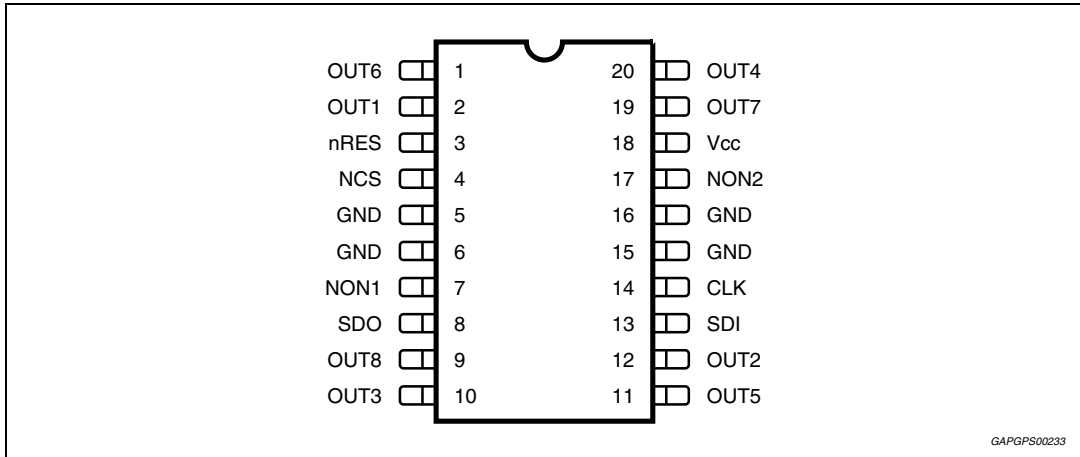 OUT6 1 20 OUT4
OUT1 2 19 OUT7
nRES 3 18 Vcc
NCS 4 17 NON2
GND 5 16 GND
GND 6 15 GND
NON1 7 14 CLK
SDO 8 13 SDI
OUT8 9 12 OUT2
OUT3 10 11 OUT5
GAPGPS00233